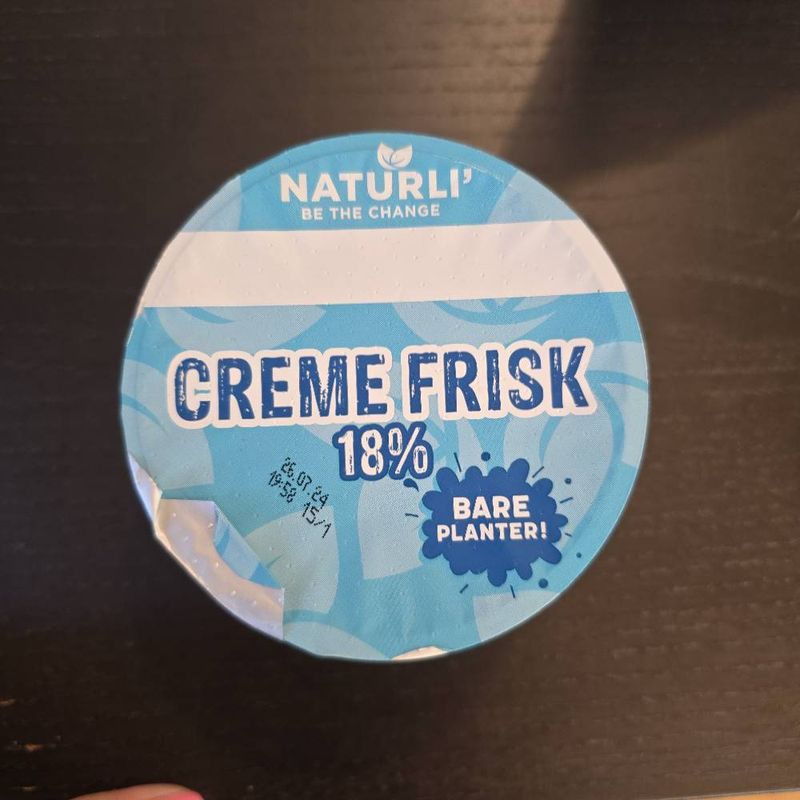 NATURLI'
BE THE CHANGE
CREME FRISK
18%
26.07.24
19:58 15/1
BARE
PLANTER!